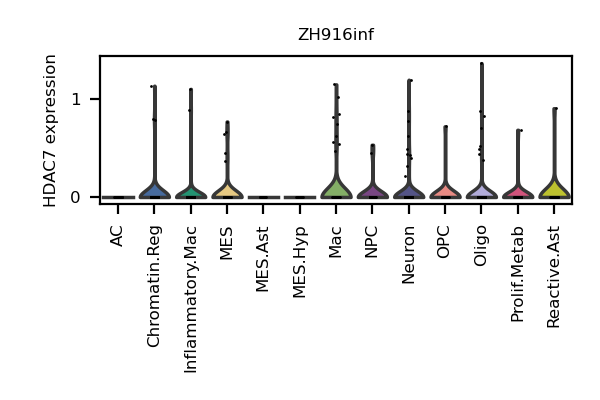 ZH916inf
HDAC7 expression
1
0
AC
Chromatin.Reg
Inflammatory.Mac
MES
MES.Ast
MES.Hyp
Mac
NPC
Neuron
OPC
Oligo
Prolif.Metab
Reactive.Ast